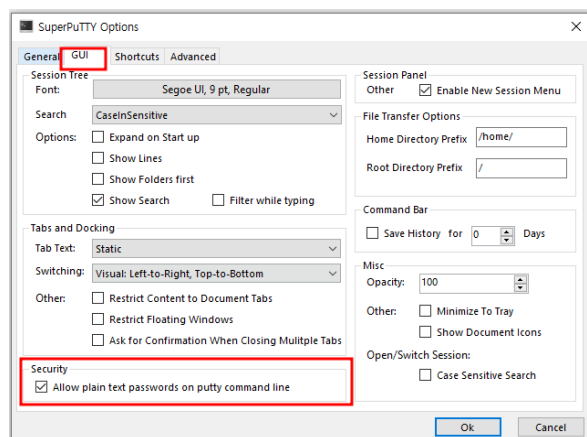 SuperPuTTY Options
General GUI Shortcuts Advanced
Session Tree
Font: Segoe UI, 9 pt, Regular
Search CaseInSensitive
Options: Expand on Start up
Show Lines
Show Folders first
Show Search Filter while typing
Tabs and Docking
Tab Text: Static
Switching: Visual: Left-to-Right, Top-to-Bottom
Other: Restrict Content to Document Tabs
Restrict Floating Windows
Ask for Confirmation When Closing Mulitple Tabs
Security
Allow plain text passwords on putty command line
Session Panel
Other Enable New Session Menu
File Transfer Options
Home Directory Prefix /home/
Root Directory Prefix /
Command Bar
Save History for 0 Days
Misc
Opacity: 100
Other: Minimize To Tray
Show Document Icons
Open/Switch Session:
Case Sensitive Search
Ok Cancel